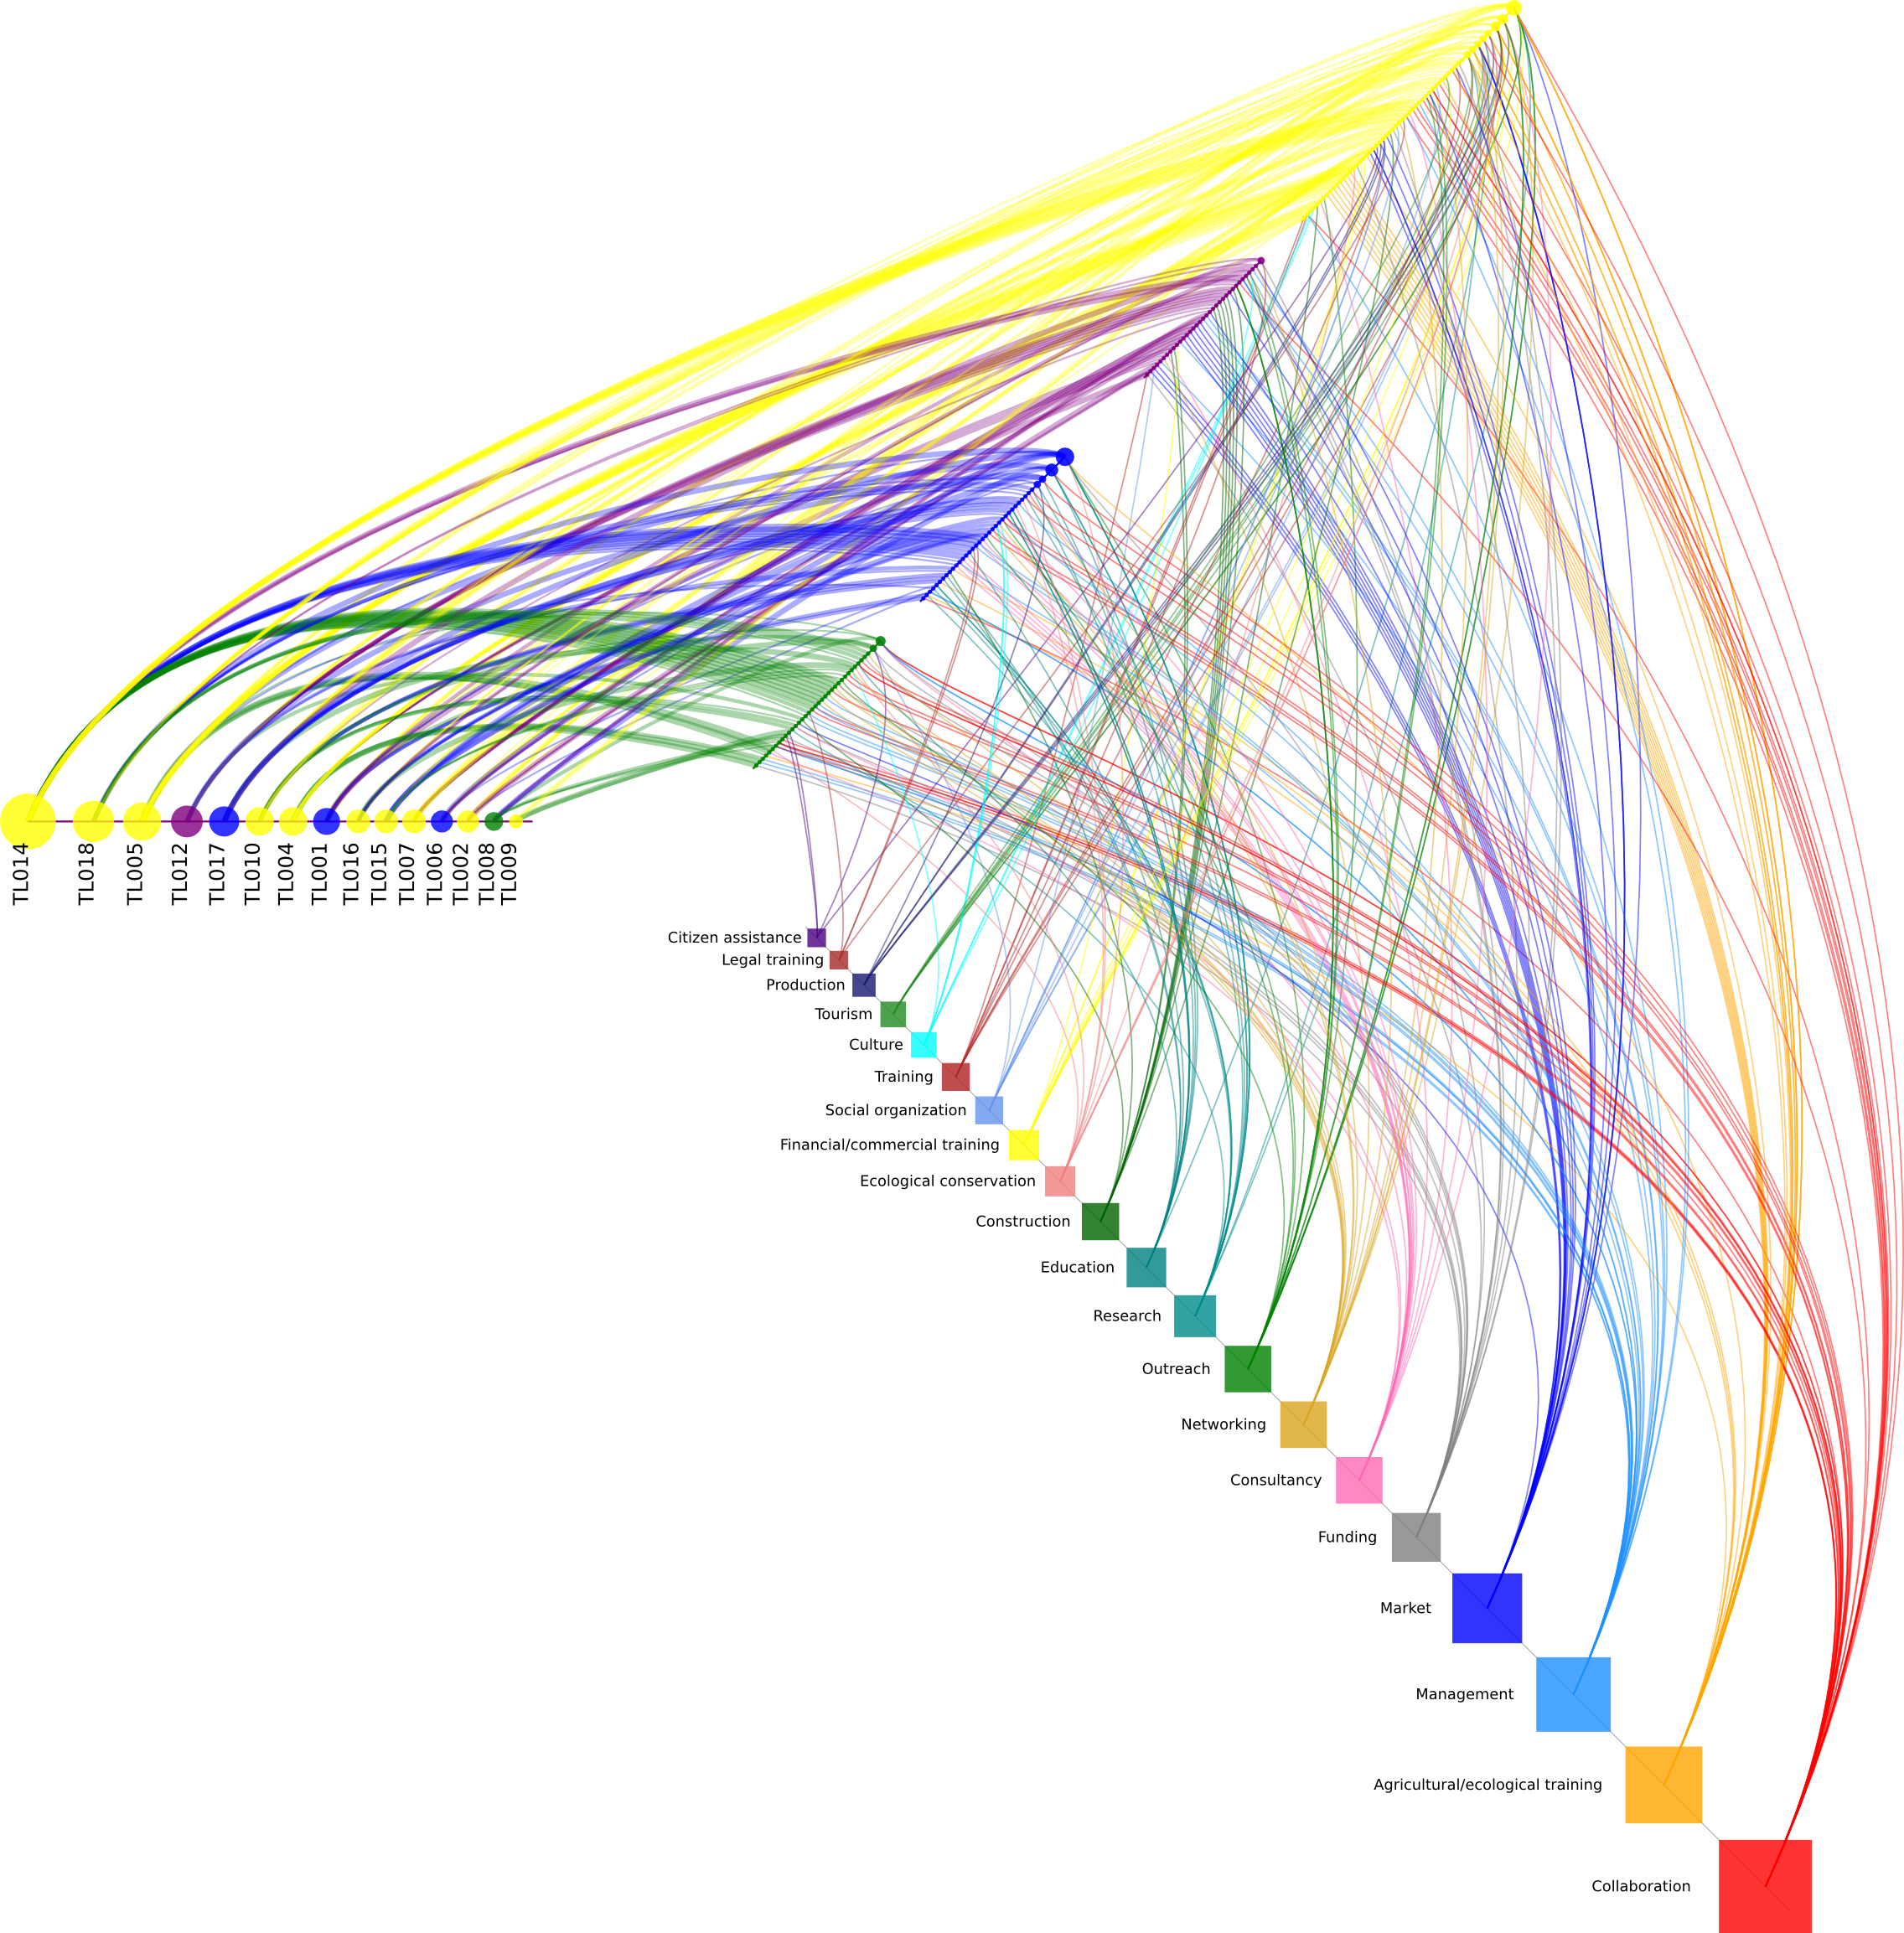 TL014
TL018
TL005
TL012
TL017
TL010
TL004
TL001
TL016
TL015
TL007
TL006
TL002
TL008
TL009
Citizen assistance
Legal training
Production
Tourism
Culture
Training
Social organization
Financial/commercial training
Ecological conservation
Construction
Education
Research
Outreach
Networking
Consultancy
Funding
Market
Management
Agricultural/ecological training
Collaboration